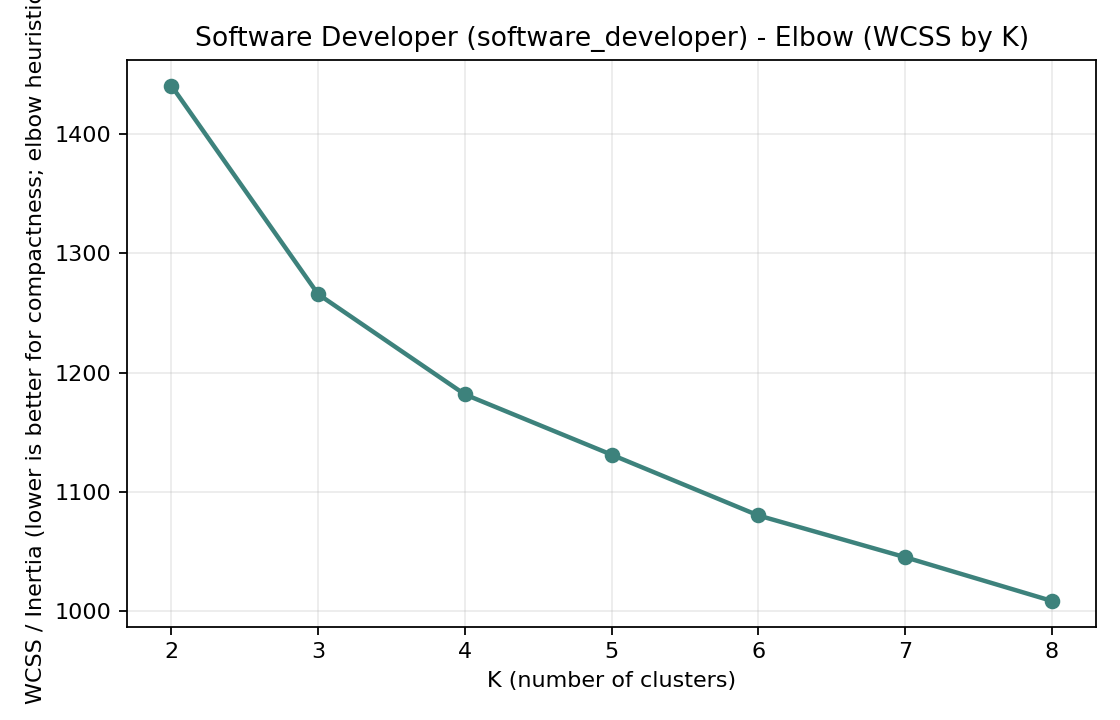 Software Developer (software_developer) - Elbow (WCSS by K)
WCSS / Inertia (lower is better for compactness; elbow heuristic
1400
1300
1200
1100
1000
2 3 4 5 6 7 8
K (number of clusters)